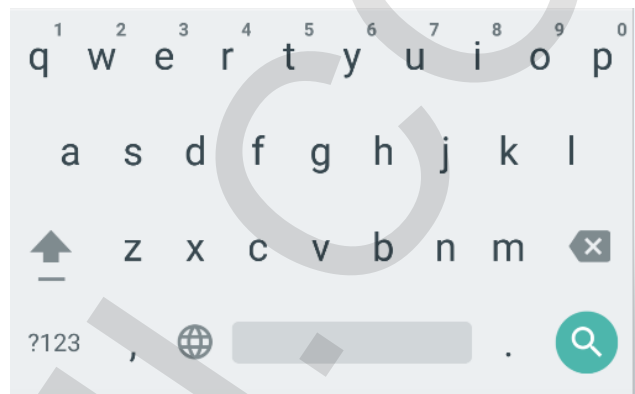 1 2 3 4 5 6 7 8 9 0
q w e r t y u i o p
a s d f g h j k l
z x c v b n m
?123 , .